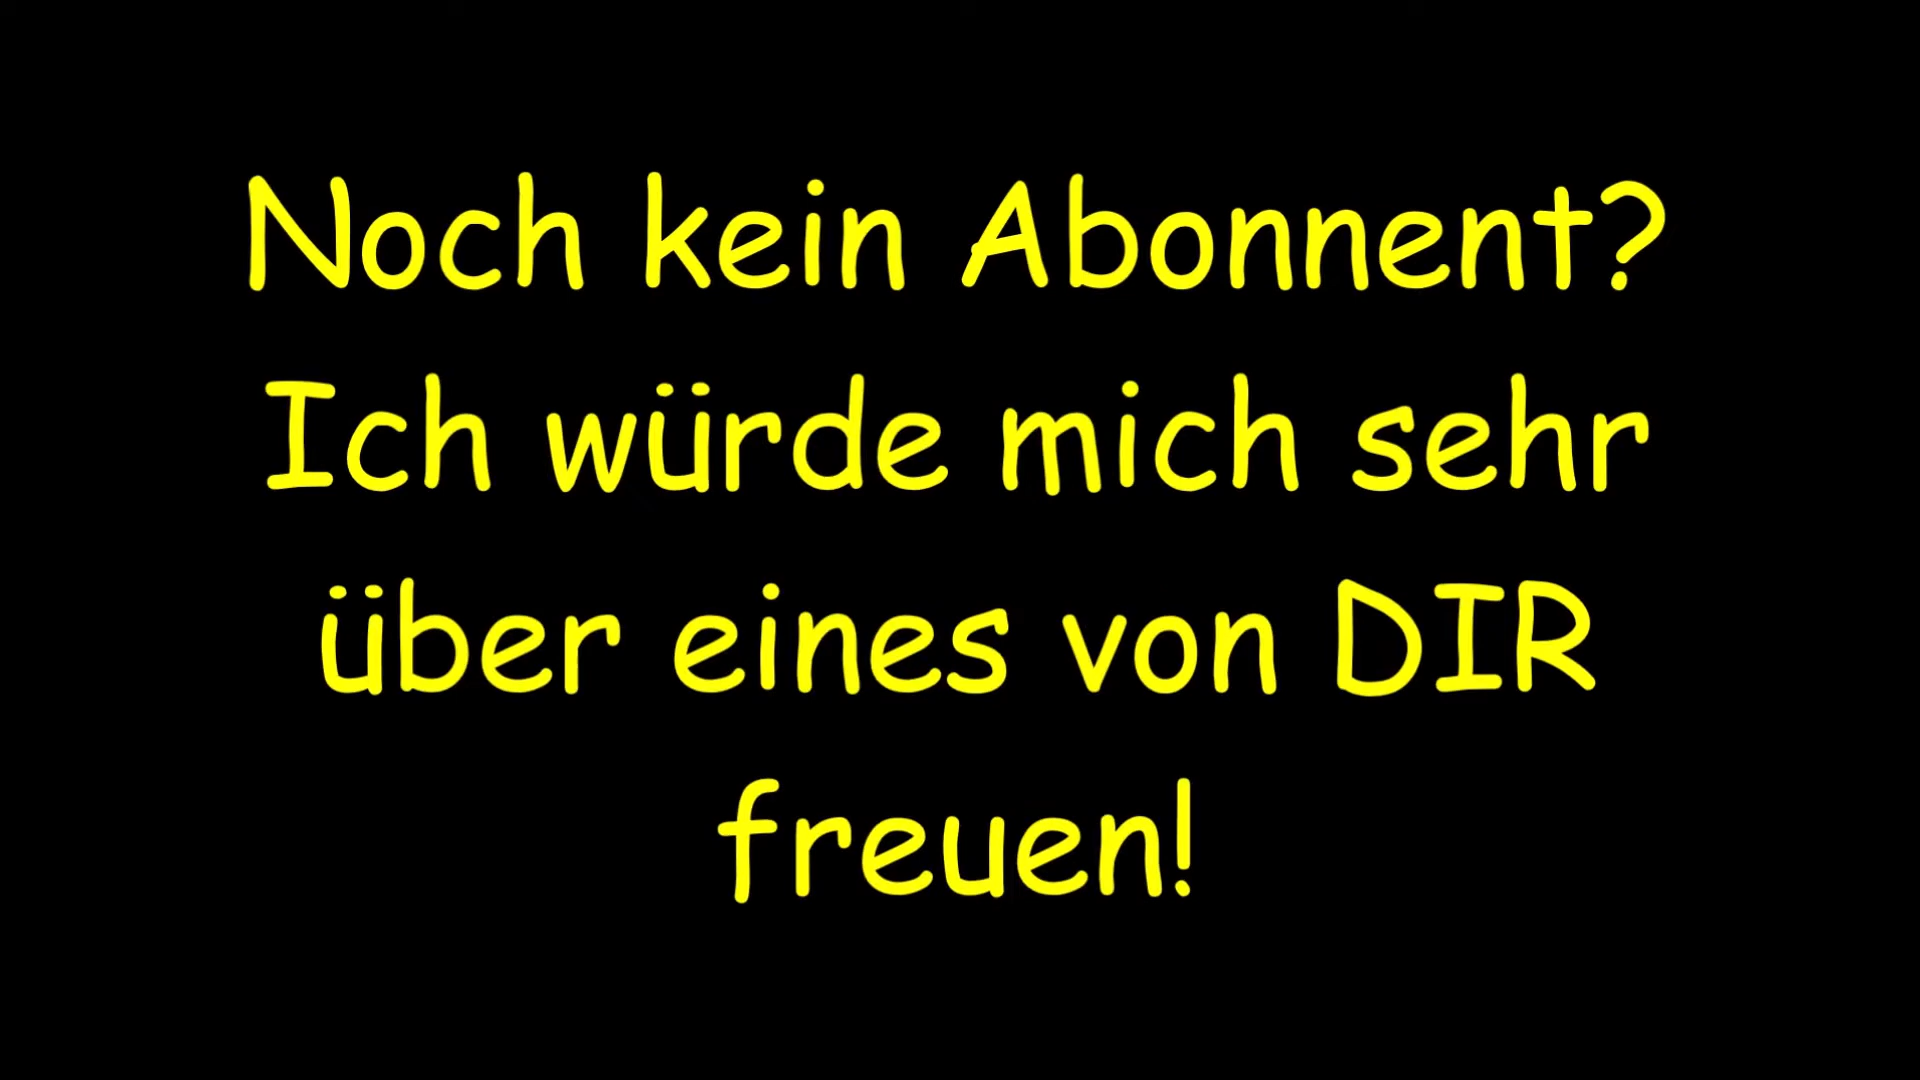 Noch kein Abonnent?
Ich würde mich sehr
über eines von DIR
freuen!